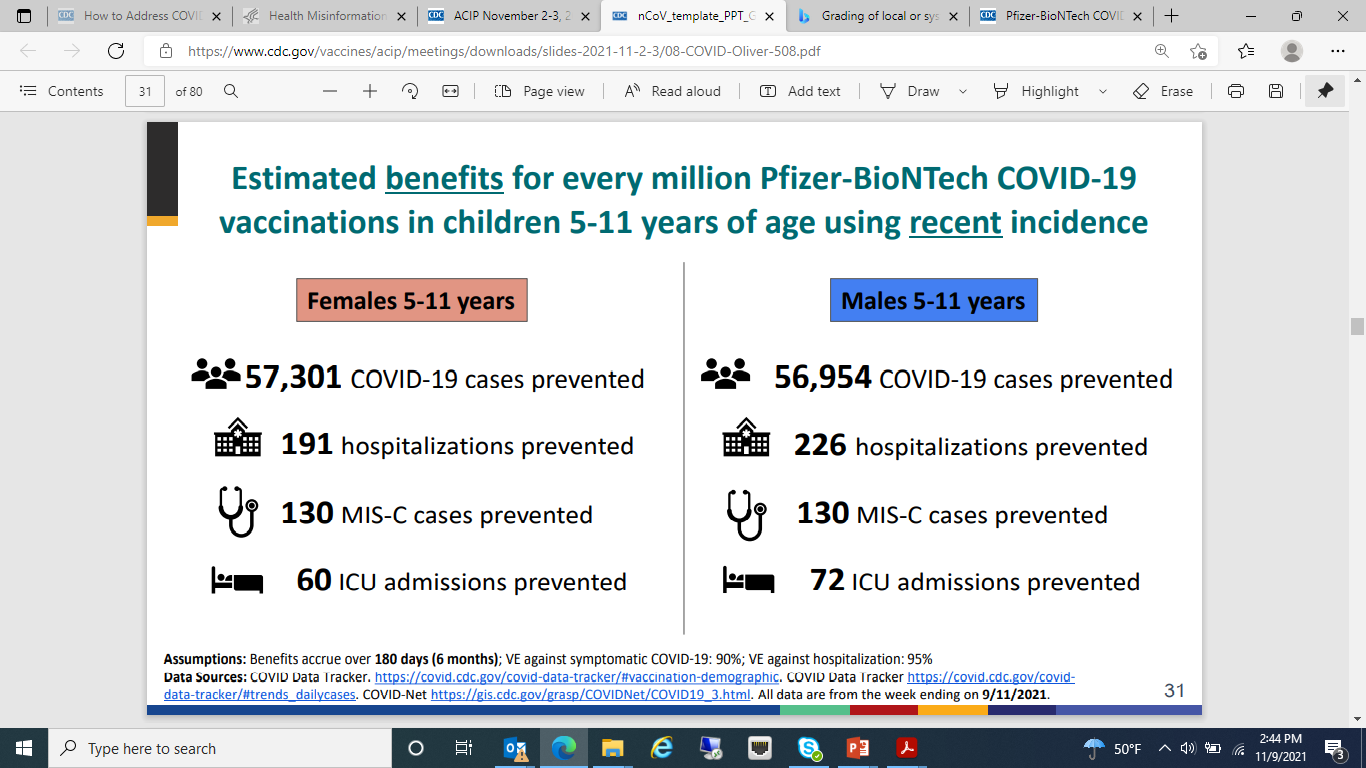 How to Address COVI
Health Misinformation
CDC ACIP November 2-3, 2
CDC nCoV_template_PPT_G
Grading of local or sys
CDC Pfizer-BioNTech COVI
https://www.cdc.gov/vaccines/acip/meetings/downloads/slides-2021-11-2-3/08-COVID-Oliver-508.pdf
Contents 31 of 80 Page view Read aloud Add text Draw Highlight Erase
Estimated benefits for every million Pfizer-BioNTech COVID-19
vaccinations in children 5-11 years of age using recent incidence
Females 5-11 years
57,301 COVID-19 cases prevented
191 hospitalizations prevented
130 MIS-C cases prevented
60 ICU admissions prevented
Males 5-11 years
56,954 COVID-19 cases prevented
226 hospitalizations prevented
130 MIS-C cases prevented
72 ICU admissions prevented
Assumptions: Benefits accrue over 180 days (6 months); VE against symptomatic COVID-19: 90%; VE against hospitalization: 95%
Data Sources: COVID Data Tracker. https://covid.cdc.gov/covid-data-tracker/#vaccination-demographic. COVID Data Tracker https://covid.cdc.gov/covid-
data-tracker/#trends_dailycases. COVID-Net https://gis.cdc.gov/grasp/COVIDNet/COVID19_3.html. All data are from the week ending on 9/11/2021.
31
Type here to search
50°F
2:44 PM
11/9/2021
3